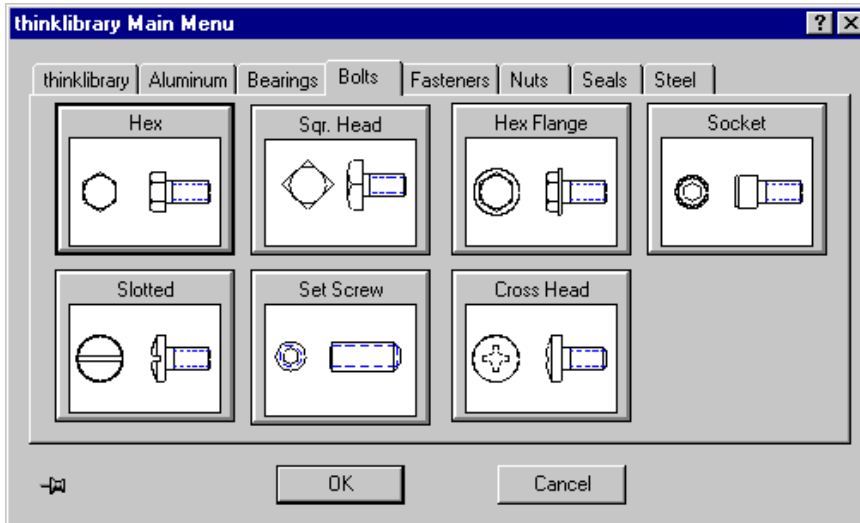 thinklibrary Main Menu ? X
thinklibrary Aluminum Bearings Bolts Fasteners Nuts Seals Steel
Hex Sqr. Head Hex Flange Socket
Slotted Set Screw Cross Head
OK Cancel